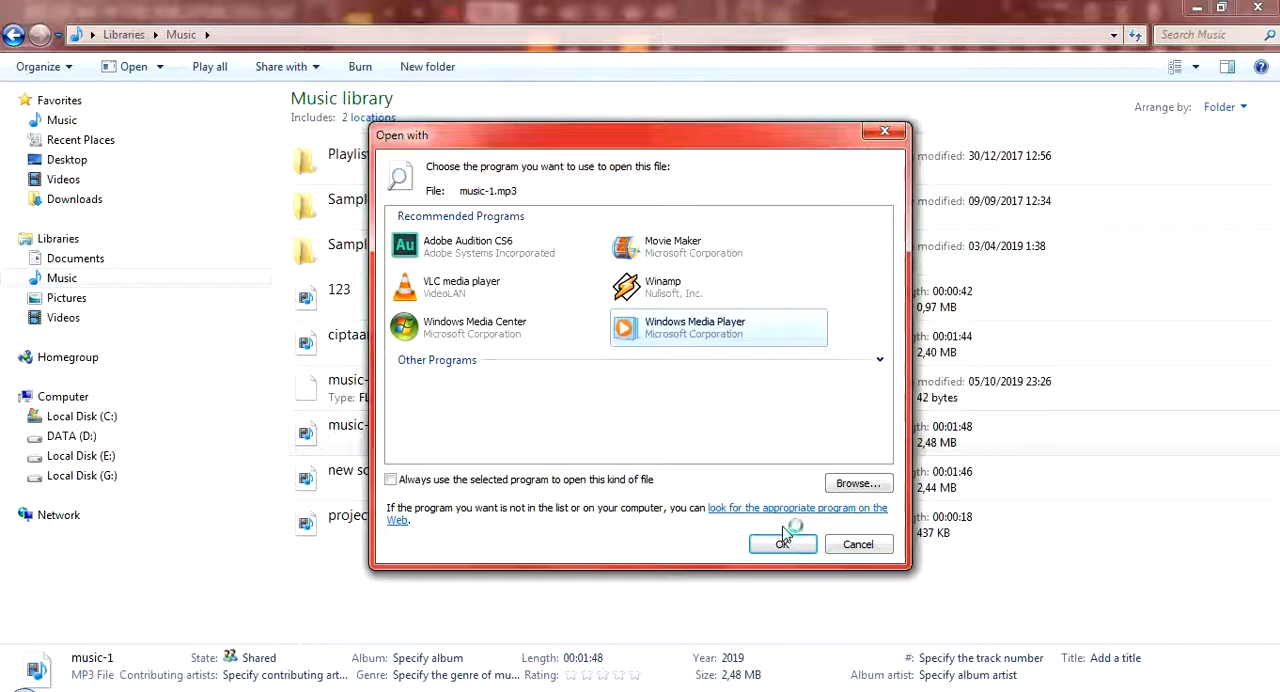 Libraries Music
Search Music
Organize Open Play all Share with Burn New folder
Favorites
Music
Recent Places
Desktop
Videos
Downloads
Libraries
Documents
Music
Pictures
Videos
Homegroup
Computer
Local Disk (C:)
DATA (D:)
Local Disk (E:)
Local Disk (G:)
Network
Music library
Includes: 2 locations
Arrange by: Folder
modified: 30/12/2017 12:56
modified: 09/09/2017 12:34
modified: 03/04/2019 1:38
123
00:00:42
0,97 MB
00:01:44
2,40 MB
music-
modified: 05/10/2019 23:26
Type:
42 bytes
music-
00:01:48
2,48 MB
new
00:01:46
2,44 MB
00:00:18
437 KB
Open with
Choose the program you want to use to open this file:
File: music-1.mp3
Recommended Programs
Au
Adobe Audition CS6
Adobe Systems Incorporated
Movie Maker
Microsoft Corporation
VLC media player
VideoLAN
Winamp
Nullsoft, Inc.
Windows Media Center
Microsoft Corporation
Windows Media Player
Microsoft Corporation
Other Programs
Always use the selected program to open this kind of file
Browse...
If the program you want is not in the list or on your computer, you can look for the appropriate program on the
Web.
OK
Cancel
music-1 State: Shared Album: Specify album Length: 00:01:48 Year: 2019 #: Specify the track number Title: Add a title
MP3 File Contributing artists: Specify contributing art... Genre: Specify the genre of mu... Rating: Size: 2,48 MB Album artist: Specify album artist